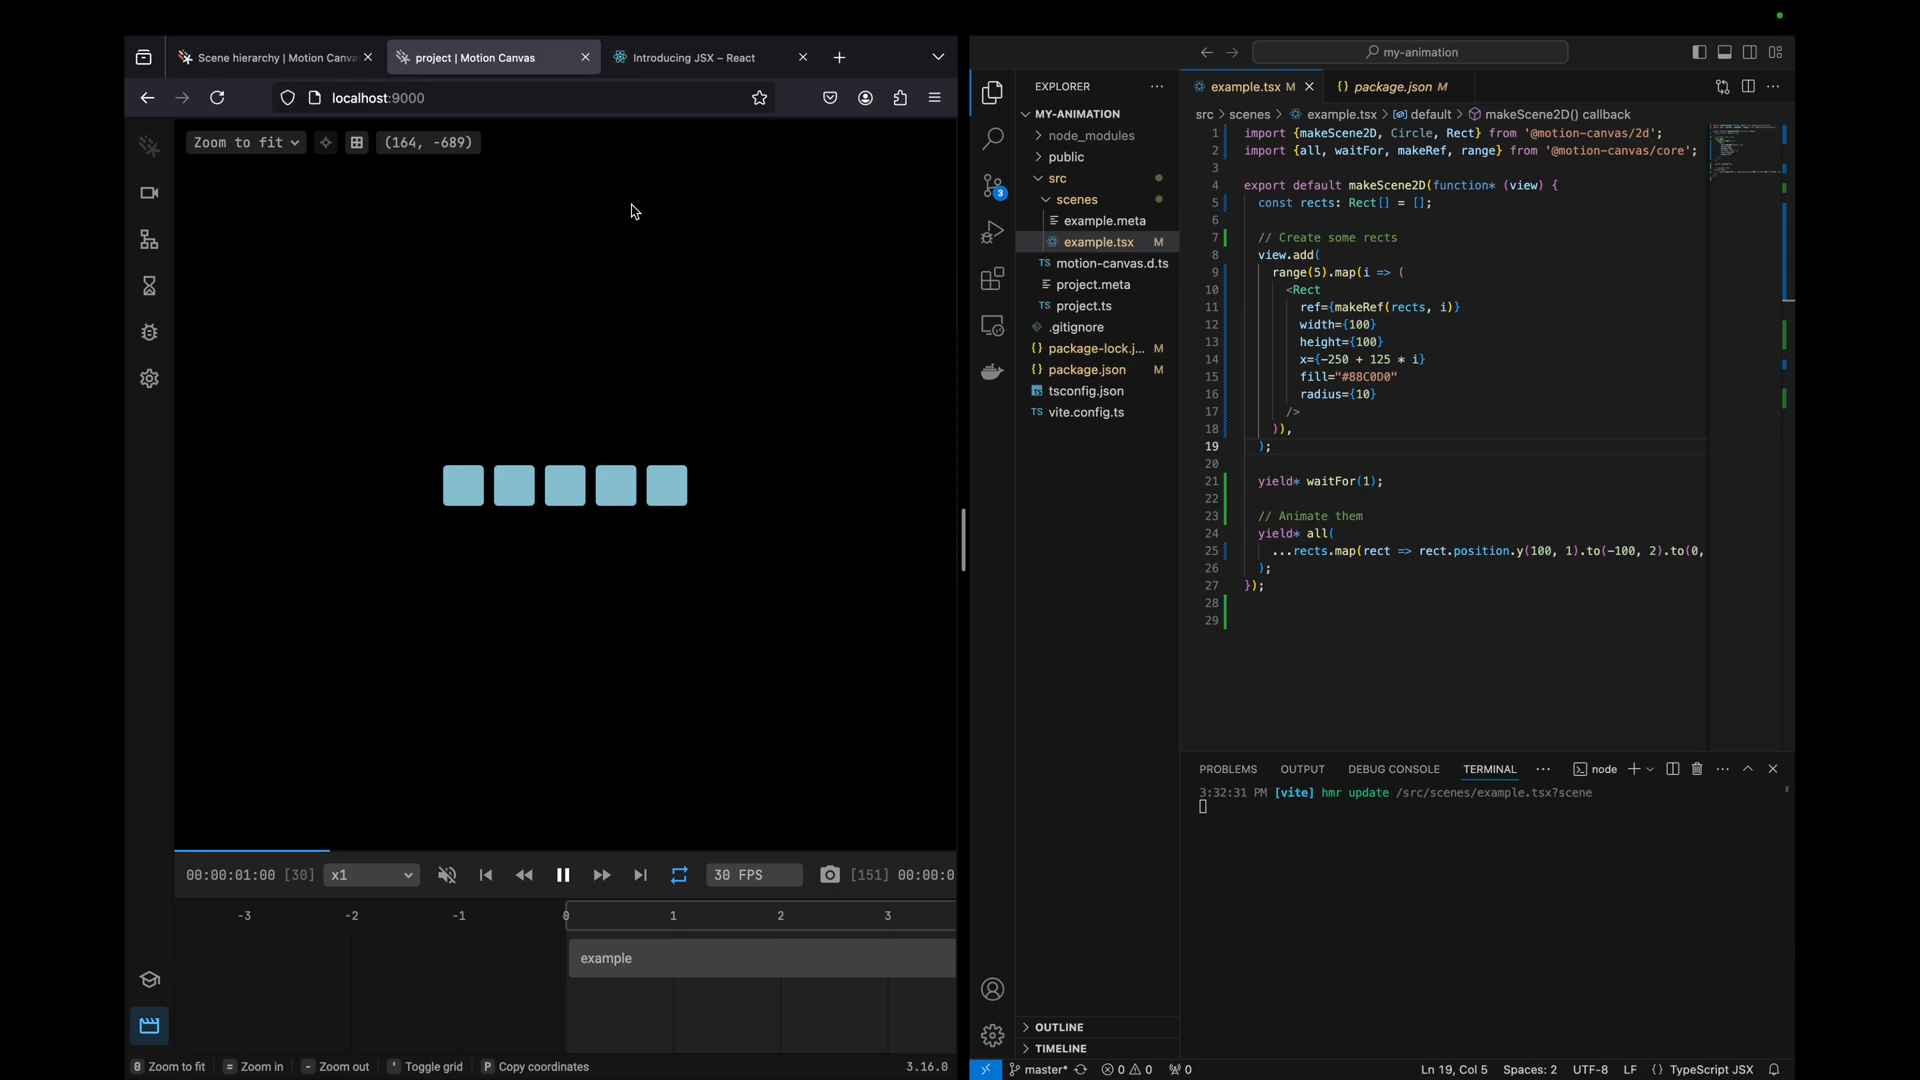 Scene hierarchy | Motion Canva
project | Motion Canvas
Introducing JSX – React
localhost:9000
Zoom to fit
(164, -689)
00:00:01:00 [30]
x1
30 FPS
[151] 00:00:0
-3 -2 -1 0 1 2 3
example
0 Zoom to fit
= Zoom in
- Zoom out
' Toggle grid
P Copy coordinates
3.16.0
my-animation
EXPLORER
MY-ANIMATION
node_modules
public
src
scenes
example.meta
example.tsx M
TS motion-canvas.d.ts
project.meta
TS project.ts
.gitignore
{} package-lock.j... M
{} package.json M
TS tsconfig.json
TS vite.config.ts
OUTLINE
TIMELINE
3
example.tsx M
{} package.json M
src > scenes > example.tsx > default > makeScene2D() callback
1 import {makeScene2D, Circle, Rect} from '@motion-canvas/2d';
2 import {all, waitFor, makeRef, range} from '@motion-canvas/core';
3
4 export default makeScene2D(function* (view) {
5 const rects: Rect[] = [];
6
7 // Create some rects
8 view.add(
9 range(5).map(i => (
10 <Rect
11 ref={makeRef(rects, i)}
12 width={100}
13 height={100}
14 x={-250 + 125 * i}
15 fill="#88C0D0"
16 radius={10}
17 />
18 )),
19 );
20
21 yield* waitFor(1);
22
23 // Animate them
24 yield* all(
25 ...rects.map(rect => rect.position.y(100, 1).to(-100, 2).to(0,
26 );
27 });
28
29
PROBLEMS OUTPUT DEBUG CONSOLE TERMINAL
node
3:32:31 PM [vite] hmr update /src/scenes/example.tsx?scene
master*
0 0
0
Ln 19, Col 5
Spaces: 2
UTF-8
LF
{} TypeScript JSX